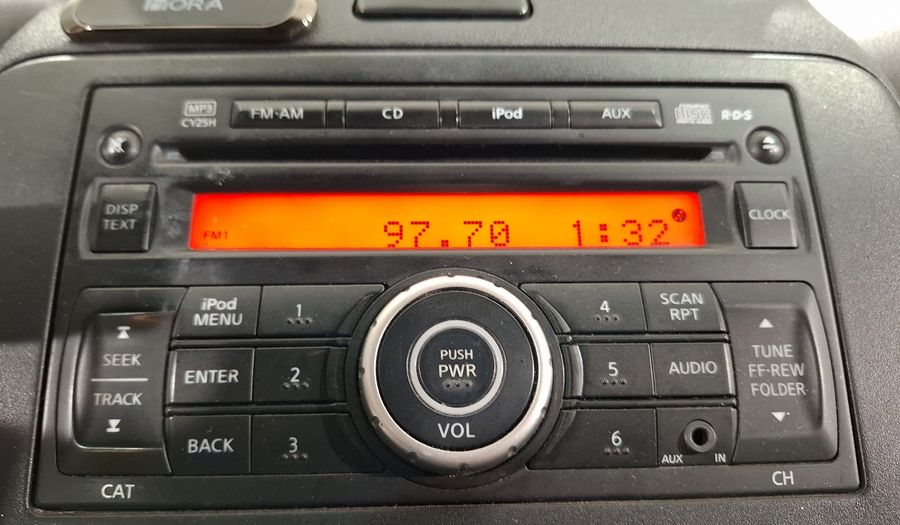 MP3
CY25H
FM·AM
CD
iPod
AUX
R·D·S
DISP
TEXT
FM1
97.70
1:32
CLOCK
SEEK
TRACK
CAT
iPod
MENU
ENTER
BACK
1
2
3
PUSH
PWR
VOL
4
5
6
SCAN
RPT
AUDIO
AUX IN
TUNE
FF·REW
FOLDER
CH